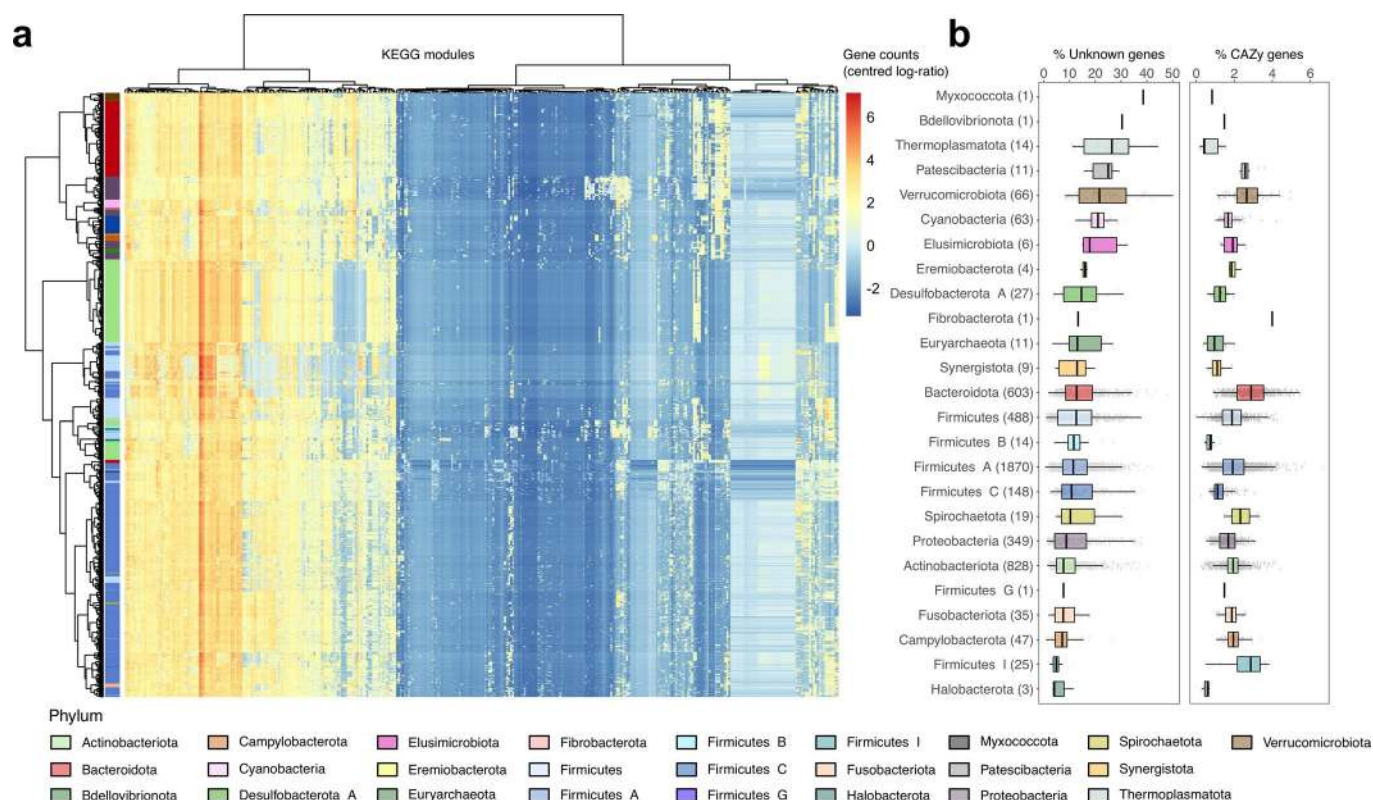 a
KEGG modules
Gene counts
(centred log-ratio)
6
4
2
0
-2
b
% Unknown genes
% CAZy genes
0 10 20 30 40 50
0 2 4 6
Myxococcota (1)
Bdellovibrionota (1)
Thermoplasmatota (14)
Patescibacteria (11)
Verrucomicrobiota (66)
Cyanobacteria (63)
Elusimicrobiota (6)
Eremiobacterota (4)
Desulfobacterota A (27)
Fibrobacterota (1)
Euryarchaeota (11)
Synergistota (9)
Bacteroidota (603)
Firmicutes (488)
Firmicutes B (14)
Firmicutes A (1870)
Firmicutes C (148)
Spirochaetota (19)
Proteobacteria (349)
Actinobacteriota (828)
Firmicutes G (1)
Fusobacteriota (35)
Campylobacterota (47)
Firmicutes I (25)
Halobacterota (3)
Phylum
Actinobacteriota Campylobacterota Elusimicrobiota Fibrobacterota Firmicutes B Firmicutes I Myxococcota Spirochaetota Verrucomicrobiota
Bacteroidota Cyanobacteria Eremiobacterota Firmicutes Firmicutes C Fusobacteriota Patescibacteria Synergistota
Bdellovibrionota Desulfobacterota A Euryarchaeota Firmicutes A Firmicutes G Halobacterota Proteobacteria Thermoplasmatota